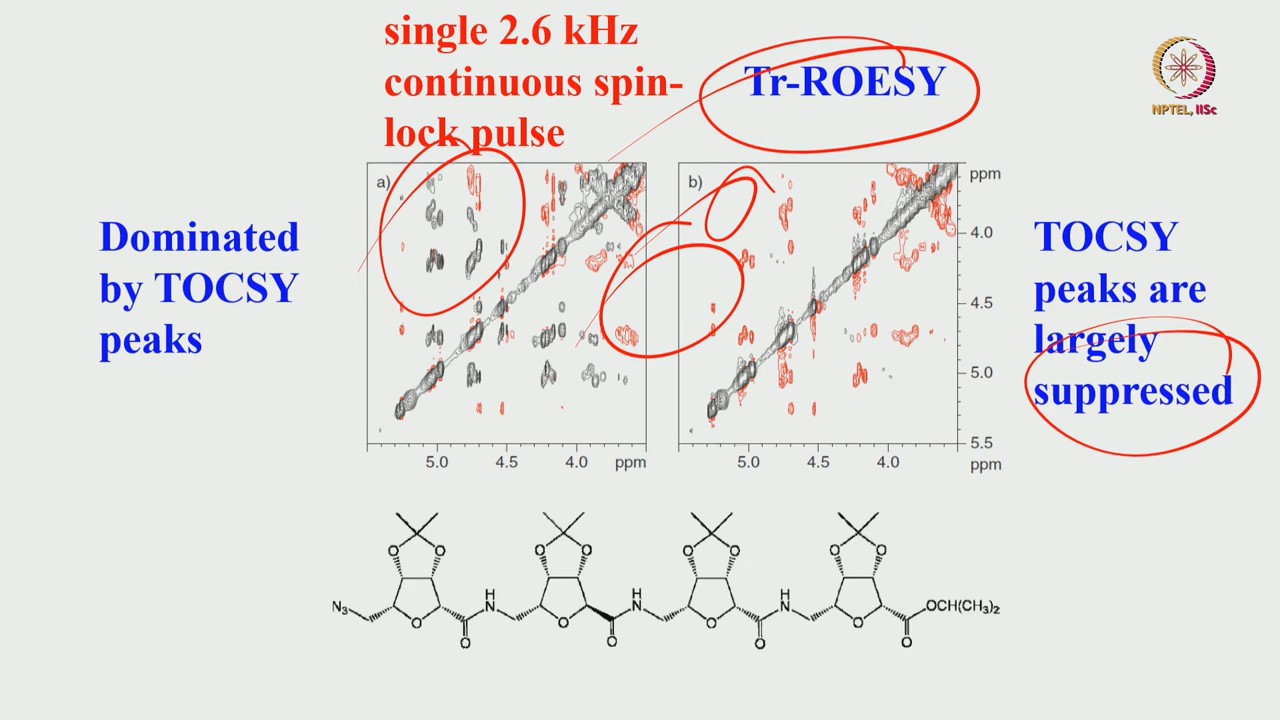 single 2.6 kHz
continuous spin-
lock pulse
Tr-ROESY
NPTEL, IISc
Dominated
by TOCSY
peaks
a)
5.0 4.5 4.0 ppm
b)
ppm
4.0
4.5
5.0
5.5
5.0 4.5 4.0 ppm
TOCSY
peaks are
largely
suppressed
O O O O O O O O
N3 O O H N O O H N O O H N O O OCH(CH3)2